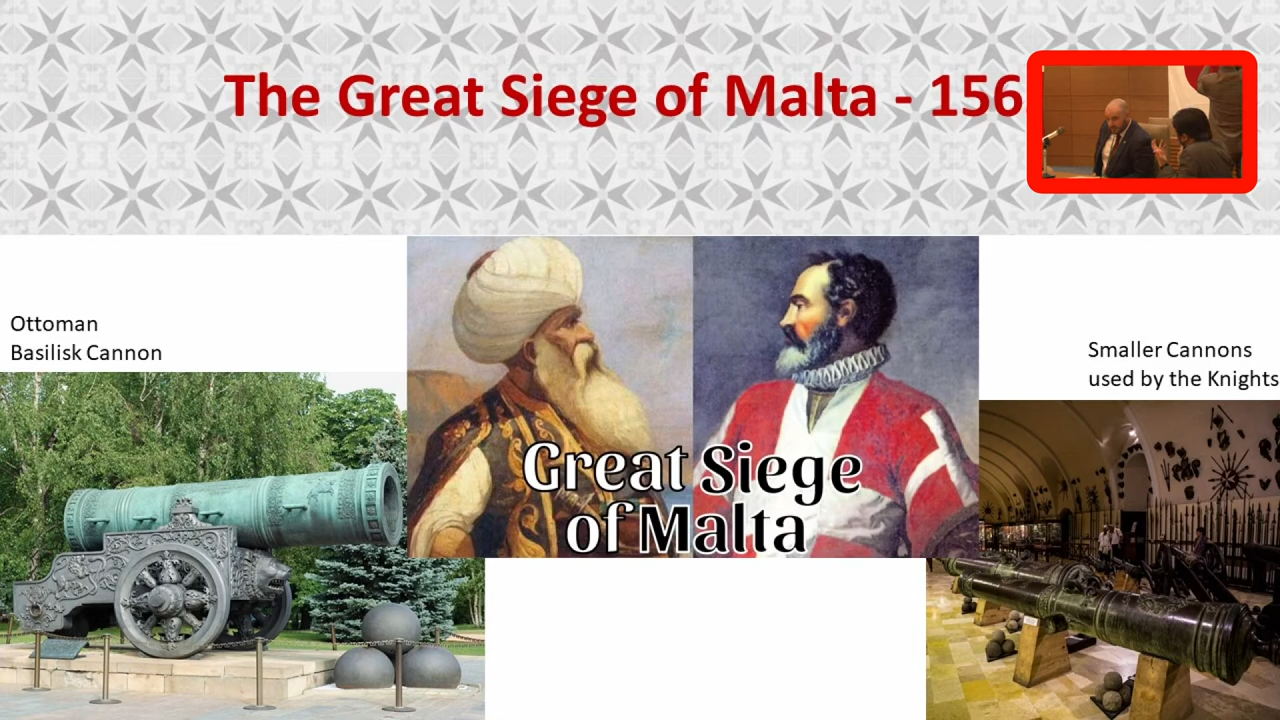 The Great Siege of Malta - 156
Ottoman
Basilisk Cannon
Smaller Cannons
used by the Knights
Great Siege
of Malta